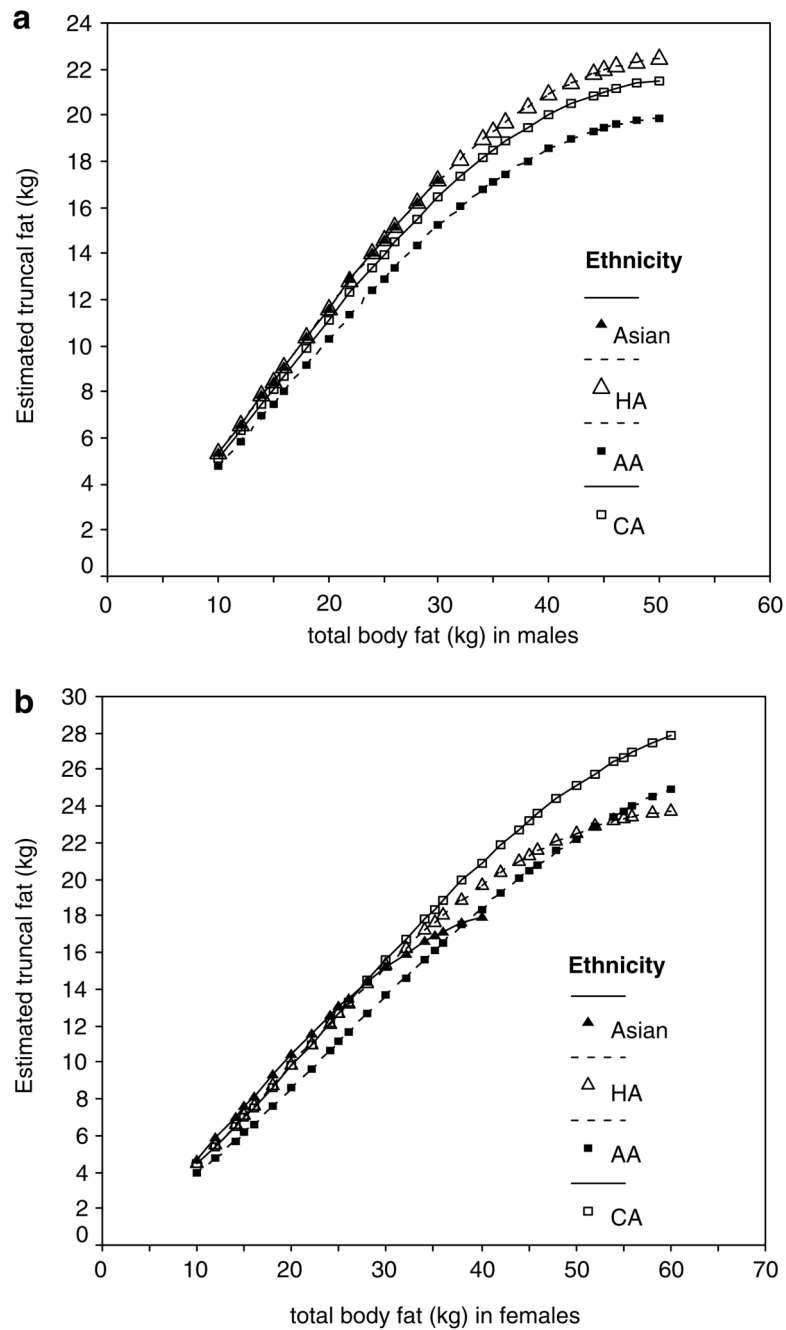 a
24
22
20
18
16
14
12
10
8
6
4
2
0
Estimated truncal fat (kg)
Ethnicity
Asian
HA
AA
CA
0 10 20 30 40 50 60
total body fat (kg) in males
b
30
28
26
24
22
20
18
16
14
12
10
8
6
4
2
0
Estimated truncal fat (kg)
Ethnicity
Asian
HA
AA
CA
0 10 20 30 40 50 60 70
total body fat (kg) in females